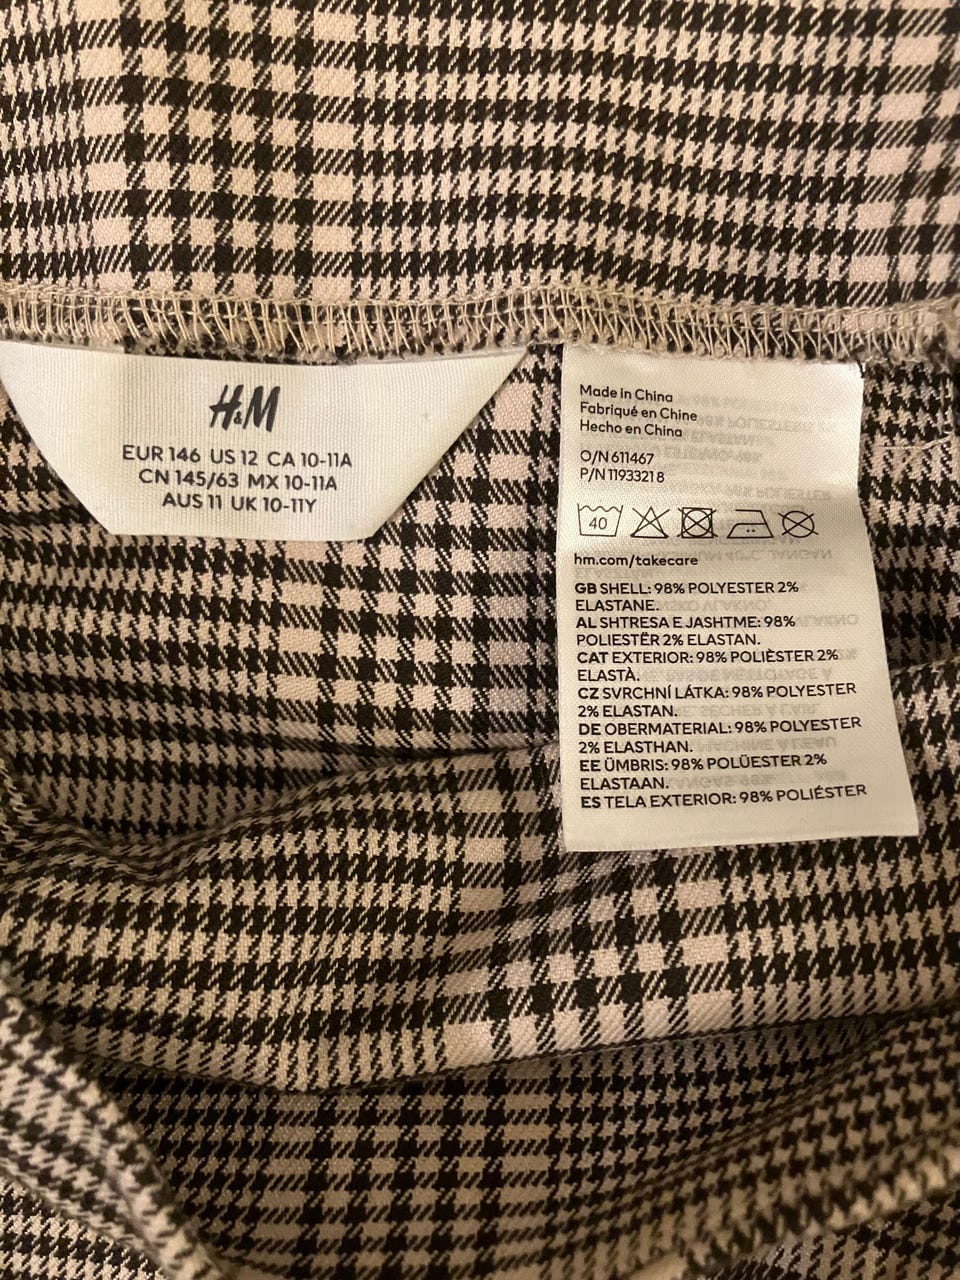 H&M
EUR 146 US 12 CA 10-11A
CN 145/63 MX 10-11A
AUS 11 UK 10-11Y
Made in China
Fabriqué en Chine
Hecho en China
O/N 611467
P/N 11933218
40
hm.com/takecare
GB SHELL: 98% POLYESTER 2%
ELASTANE.
AL SHTRESA E JASHTME: 98%
POLIESTËR 2% ELASTAN.
CAT EXTERIOR: 98% POLIÈSTER 2%
ELASTÀ.
CZ SVRCHNÍ LÁTKA: 98% POLYESTER
2% ELASTAN.
DE OBERMATERIAL: 98% POLYESTER
2% ELASTHAN.
EE ÜMBRIS: 98% POLÜESTER 2%
ELASTAAN.
ES TELA EXTERIOR: 98% POLIÉSTER